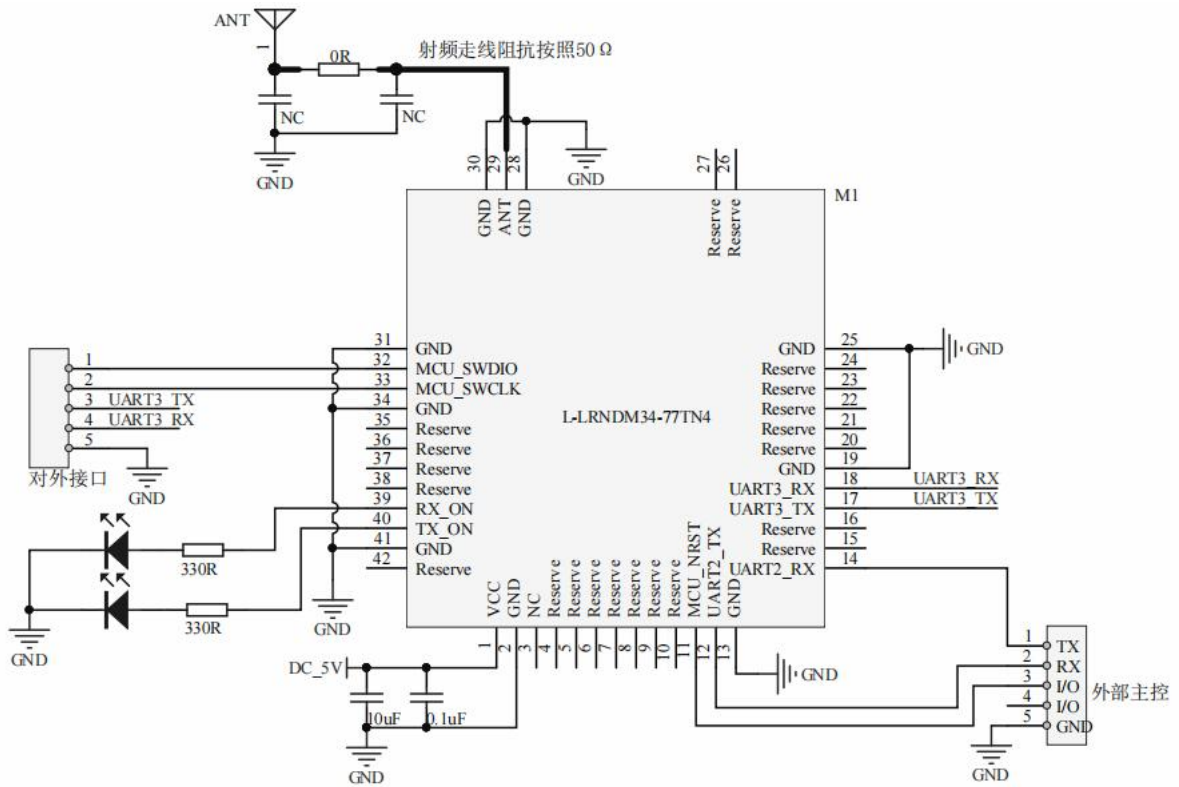 ANT
1
0R
射频走线阻抗按照50 Ω
NC
NC
GND
GND
30
29
28
27
26
M1
GND
ANT
GND
Reserve
Reserve
31 GND
32 MCU_SWDIO
33 MCU_SWCLK
34 GND
35 Reserve
36 Reserve
37 Reserve
38 Reserve
39 RX_ON
40 TX_ON
41 GND
42 Reserve
L-LRNDM34-77TN4
GND 25
Reserve 24
Reserve 23
Reserve 22
Reserve 21
Reserve 20
GND 19
UART3_RX 18 UART3_RX
UART3_TX 17 UART3_TX
Reserve 16
Reserve 15
UART2_RX 14
GND
1
2
3 UART3_TX
4 UART3_RX
5
对外接口
GND
330R
330R
GND
GND
VCC
GND
NC
Reserve
Reserve
Reserve
Reserve
Reserve
Reserve
Reserve
MCU_NRST
UART2_TX
GND
1
2
3
4
5
6
7
8
9
10
11
12
13
DC_5V
10uF
0.1uF
GND
GND
1 TX
2 RX
3 I/O
4 I/O
5 GND
外部主控
GND